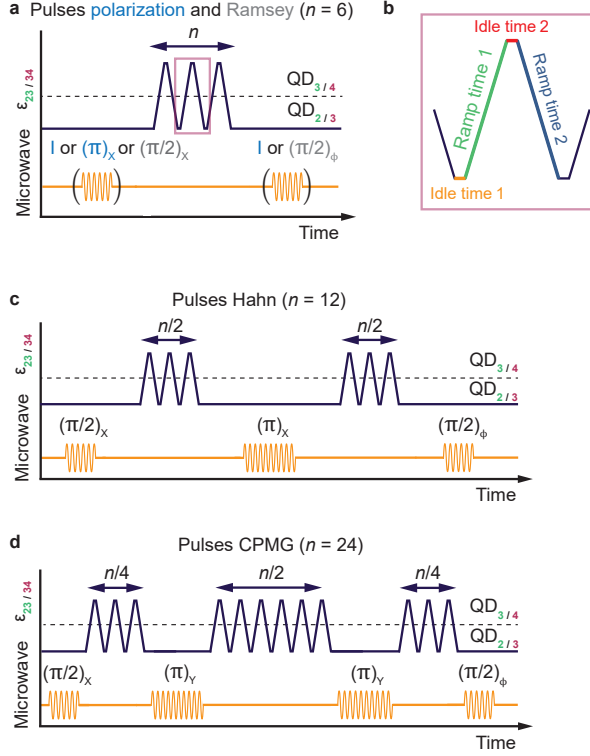 a Pulses polarization and Ramsey (n = 6)
n
ε23/34
QD3/4
QD2/3
I or (π)X or (π/2)X
I or (π/2)ϕ
Microwave
Time
b
Idle time 2
Ramp time 1
Ramp time 2
Idle time 1
c Pulses Hahn (n = 12)
n/2
n/2
ε23/34
QD3/4
QD2/3
(π/2)X
(π)X
(π/2)ϕ
Microwave
Time
d Pulses CPMG (n = 24)
n/4
n/2
n/4
ε23/34
QD3/4
QD2/3
(π/2)X
(π)Y
(π)Y
(π/2)ϕ
Microwave
Time